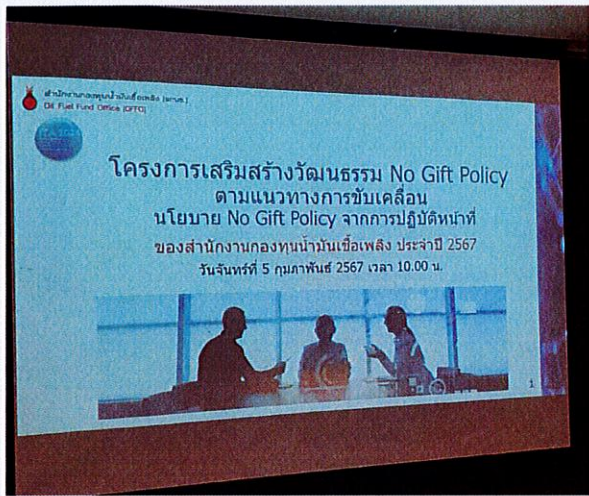 สำนักงานกองทุนน้ำมันเชื้อเพลิง (สกนช.)
Oil Fuel Fund Office (OFFO)
โครงการเสริมสร้างวัฒนธรรม No Gift Policy
ตามแนวทางการขับเคลื่อน
นโยบาย No Gift Policy จากการปฏิบัติหน้าที่
ของสำนักงานกองทุนน้ำมันเชื้อเพลิง ประจำปี 2567
วันจันทร์ที่ 5 กุมภาพันธ์ 2567 เวลา 10.00 น.
1